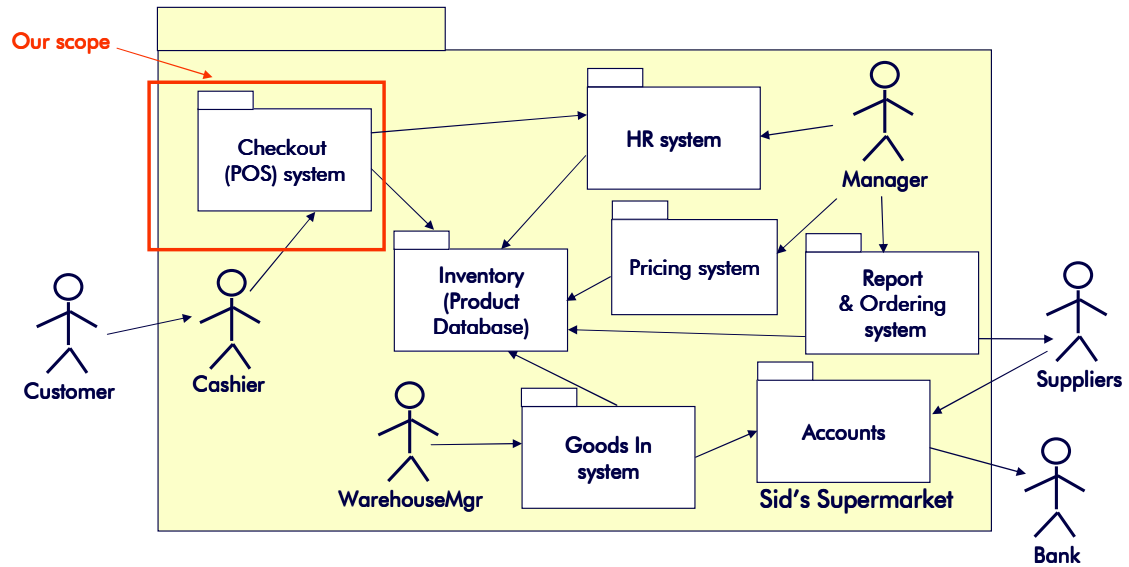 Our scope
Checkout
(POS) system
HR system
Manager
Inventory
(Product
Database)
Pricing system
Report
& Ordering
system
Customer
Cashier
Suppliers
WarehouseMgr
Goods In
system
Accounts
Sid's Supermarket
Bank